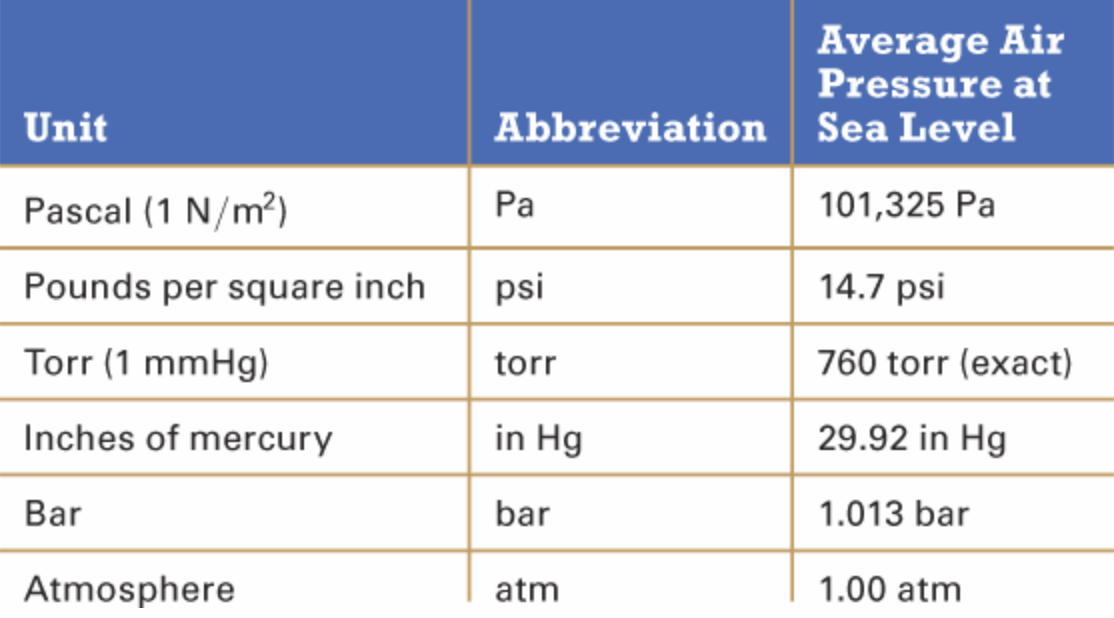 Unit
Abbreviation
Average Air
Pressure at
Sea Level
Pascal (1 N/m²)
Pa
101,325 Pa
Pounds per square inch
psi
14.7 psi
Torr (1 mmHg)
torr
760 torr (exact)
Inches of mercury
in Hg
29.92 in Hg
Bar
bar
1.013 bar
Atmosphere
atm
1.00 atm